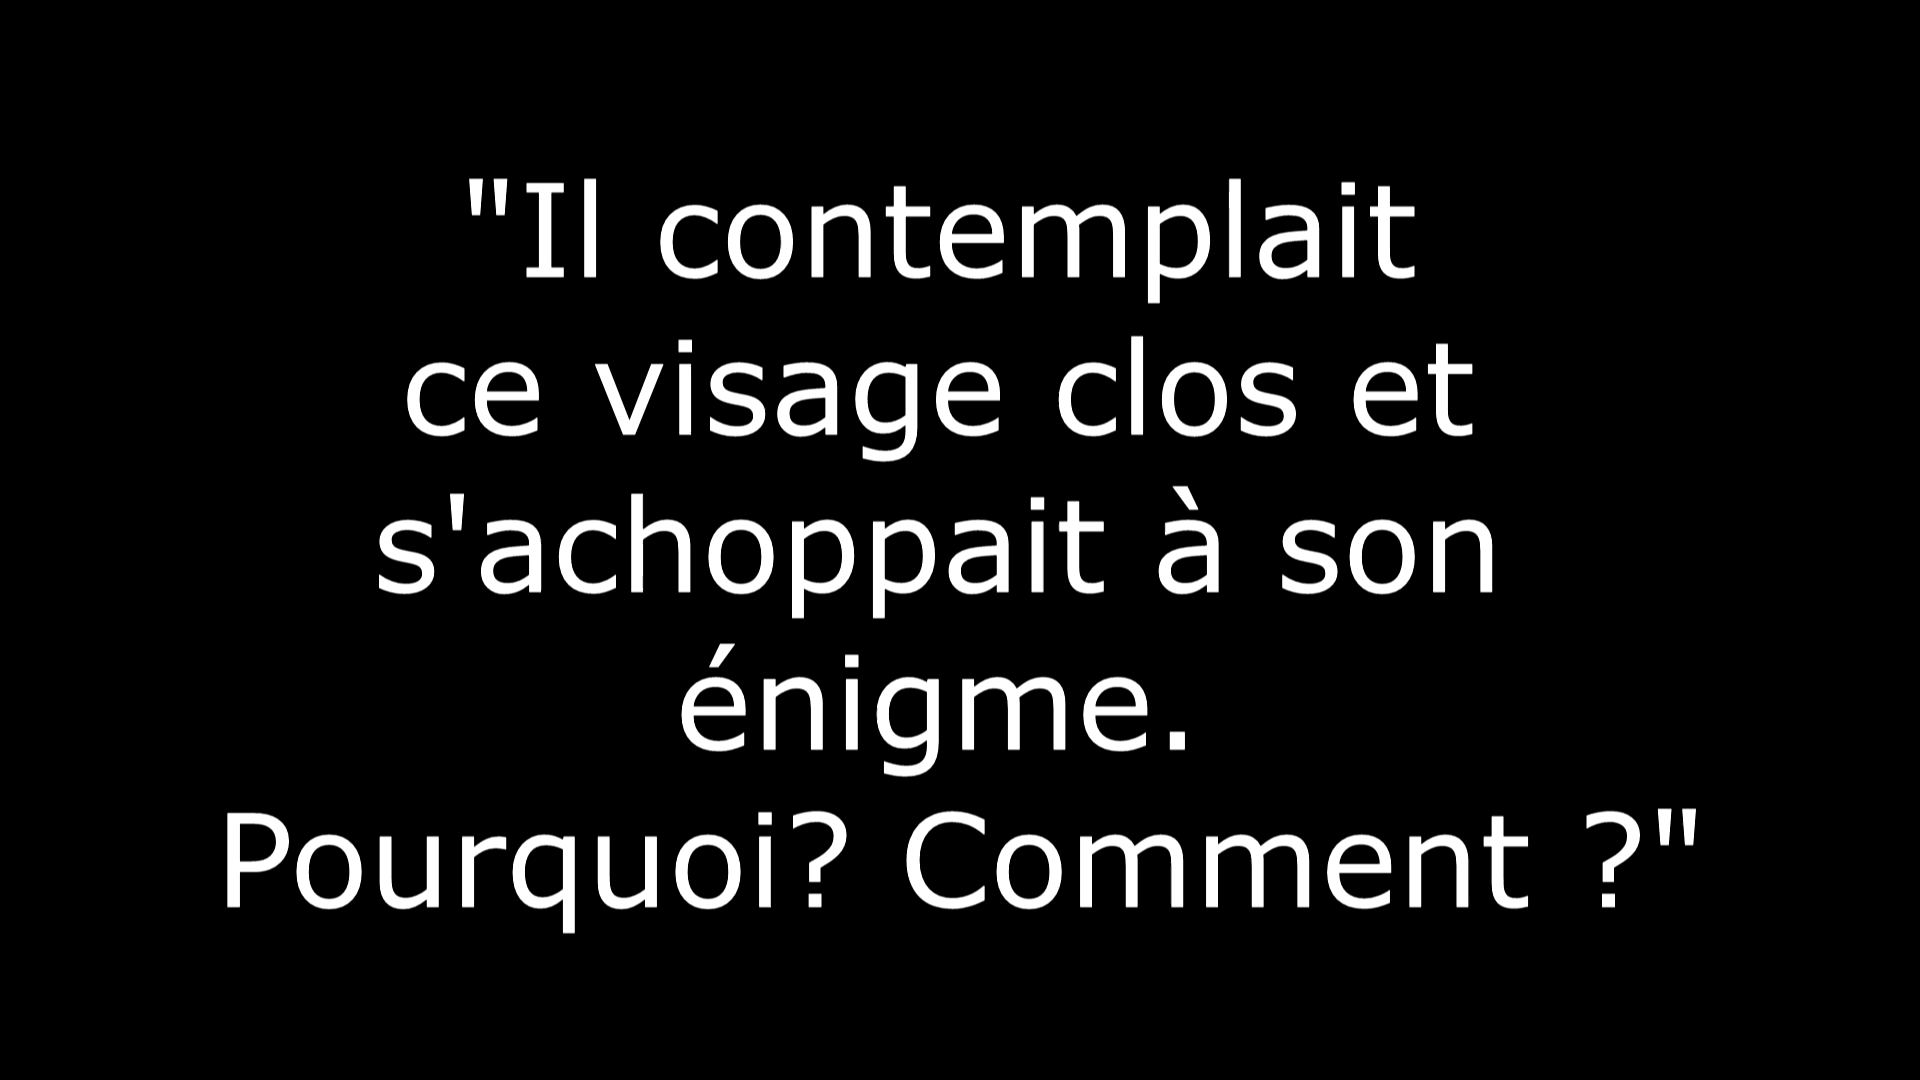 "Il contemplait
ce visage clos et
s'achoppait à son
énigme.
Pourquoi? Comment ?"